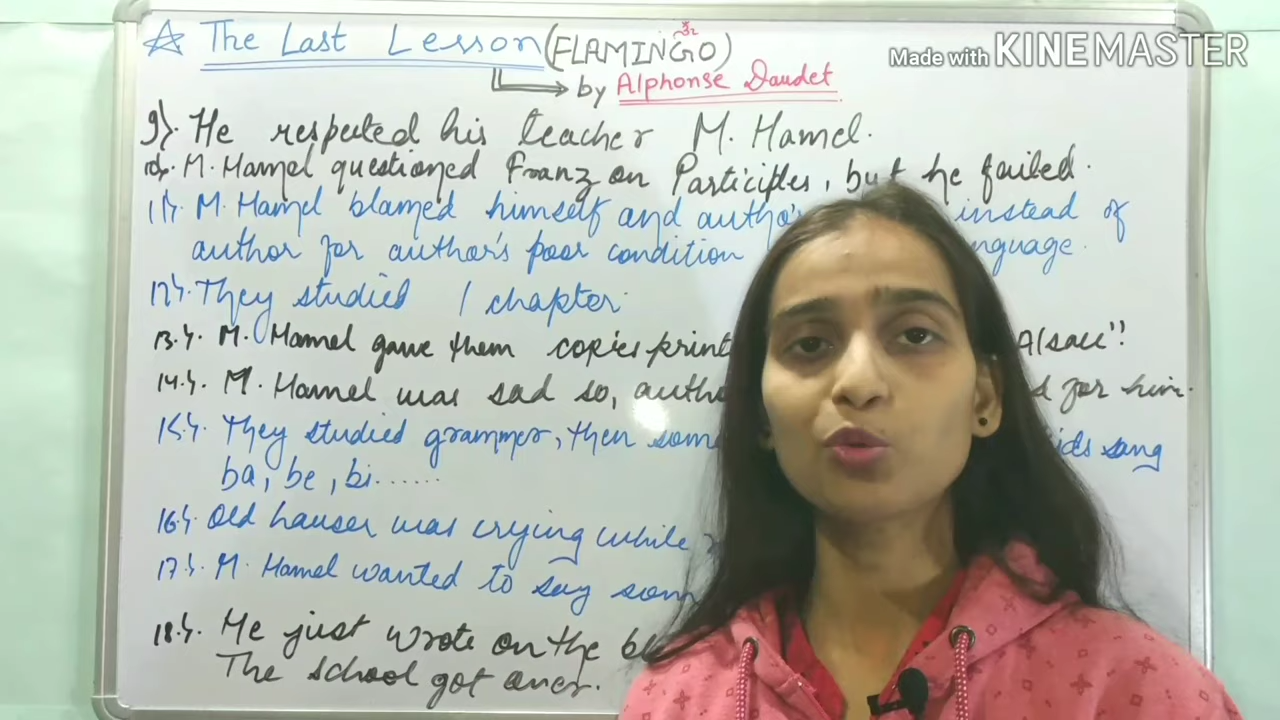 ☆ The Last Lesson (FLAMINGO)
Made with KINEMASTER
by Alphonse Daudet
9}. He respected his teacher M. Hamel.
10}. M. Hamel questioned Franz on Participles, but he failed.
11}. M. Hamel blamed himself and instead of
author for author's poor condition
12}. They studied 1 chapter.
13}. M. Hamel gave them copies Alsace"!
14}. M. Hamel was sad so, for him.
15}. They studied grammer, then sang
ba, be, bi......
16}. Old hauser was crying while
17}. M. Hamel wanted to say
18}. He just wrote on the
The school got over.